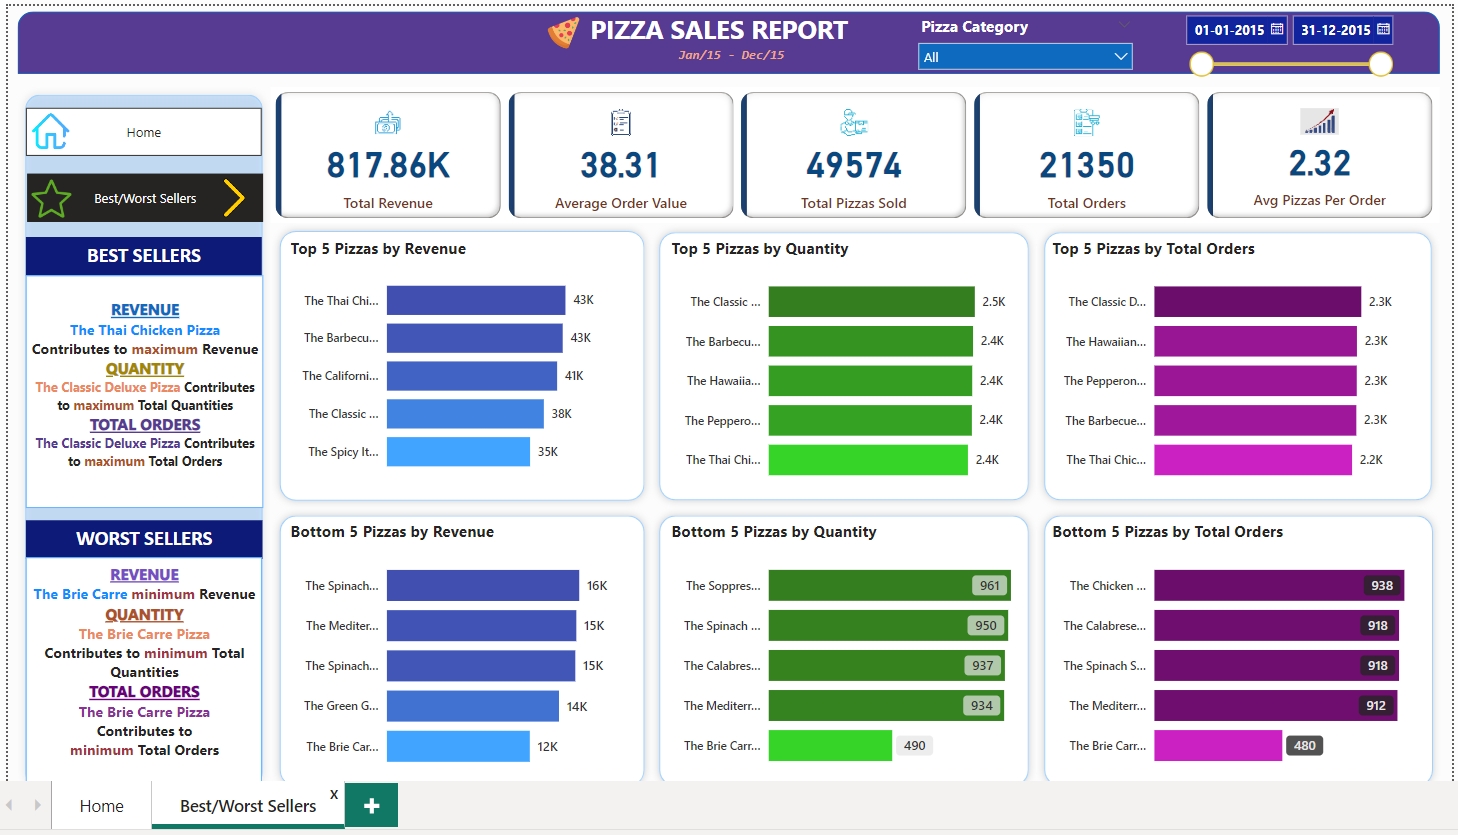 PIZZA SALES REPORT
Jan/15 - Dec/15
Pizza Category
All
01-01-2015
31-12-2015
Home
Best/Worst Sellers
BEST SELLERS
REVENUE
The Thai Chicken Pizza
Contributes to maximum Revenue
QUANTITY
The Classic Deluxe Pizza Contributes
to maximum Total Quantities
TOTAL ORDERS
The Classic Deluxe Pizza Contributes
to maximum Total Orders
WORST SELLERS
REVENUE
The Brie Carre minimum Revenue
QUANTITY
The Brie Carre Pizza
Contributes to minimum Total
Quantities
TOTAL ORDERS
The Brie Carre Pizza
Contributes to
minimum Total Orders
817.86K
Total Revenue
38.31
Average Order Value
49574
Total Pizzas Sold
21350
Total Orders
2.32
Avg Pizzas Per Order
Top 5 Pizzas by Revenue
The Thai Chi... 43K
The Barbecu... 43K
The Californi... 41K
The Classic ... 38K
The Spicy It... 35K
Top 5 Pizzas by Quantity
The Classic ... 2.5K
The Barbecu... 2.4K
The Hawaiia... 2.4K
The Peppero... 2.4K
The Thai Chi... 2.4K
Top 5 Pizzas by Total Orders
The Classic D... 2.3K
The Hawaiian... 2.3K
The Pepperon... 2.3K
The Barbecue... 2.3K
The Thai Chic... 2.2K
Bottom 5 Pizzas by Revenue
The Spinach... 16K
The Mediter... 15K
The Spinach... 15K
The Green G... 14K
The Brie Car... 12K
Bottom 5 Pizzas by Quantity
The Soppres... 961
The Spinach ... 950
The Calabres... 937
The Mediterr... 934
The Brie Carr... 490
Bottom 5 Pizzas by Total Orders
The Chicken ... 938
The Calabrese... 918
The Spinach S... 918
The Mediterr... 912
The Brie Carr... 480
Home
Best/Worst Sellers
x
+